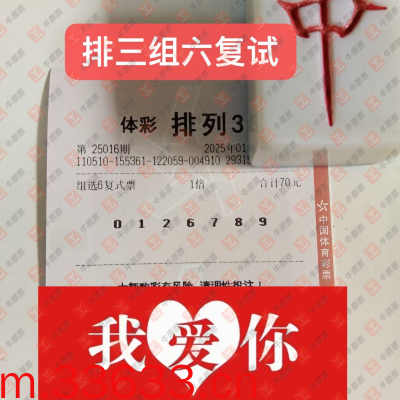 排三组六复试
体彩 排列3
第 25016期 2025年01
110510-155361-122059-004910 2931
组选6复式票 1倍 合计70元
0 1 2 6 7 8 9
中国体育彩票
我爱你